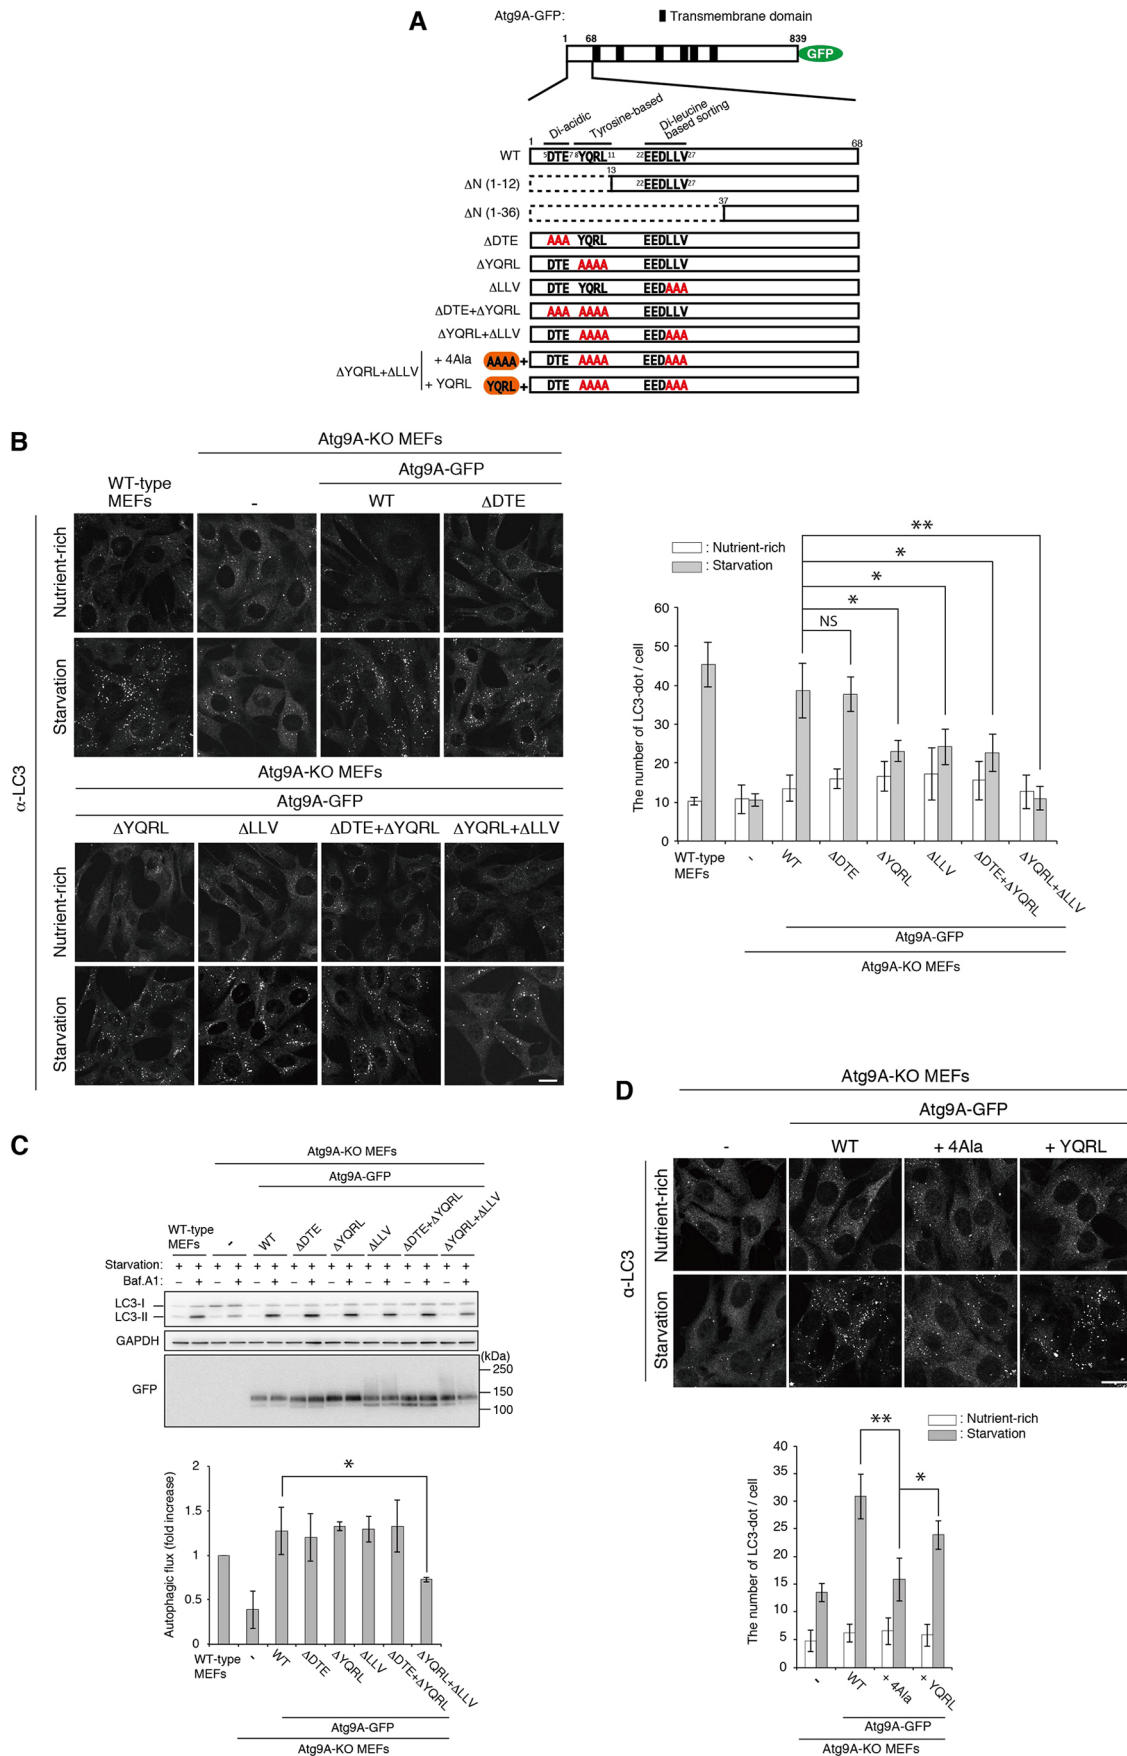 A
Atg9A-GFP:
Transmembrane domain
1 68 839
GFP
Di-acidic
Tyrosine-based
Di-leucine
based sorting
1 68
WT 5DTE7 8YQRL11 22EEDLLV27
13
ΔN (1-12) 22EEDLLV27
37
ΔN (1-36)
ΔDTE AAA YQRL EEDLLV
ΔYQRL DTE AAAA EEDLLV
ΔLLV DTE YQRL EEDAAA
ΔDTE+ΔYQRL AAA AAAA EEDLLV
ΔYQRL+ΔLLV DTE AAAA EEDAAA
ΔYQRL+ΔLLV
+ 4Ala AAAA + DTE AAAA EEDAAA
+ YQRL YQRL + DTE AAAA EEDAAA
B
Atg9A-KO MEFs
Atg9A-GFP
WT-type
MEFs
- WT ΔDTE
Nutrient-rich
Starvation
α-LC3
Atg9A-KO MEFs
Atg9A-GFP
ΔYQRL ΔLLV ΔDTE+ΔYQRL ΔYQRL+ΔLLV
Nutrient-rich
Starvation
: Nutrient-rich
: Starvation
**
*
*
*
NS
The number of LC3-dot / cell
60
50
40
30
20
10
0
WT-type
MEFs
-
WT
ΔDTE
ΔYQRL
ΔLLV
ΔDTE+ΔYQRL
ΔYQRL+ΔLLV
Atg9A-GFP
Atg9A-KO MEFs
C
Atg9A-KO MEFs
Atg9A-GFP
WT-type
MEFs
-
WT
ΔDTE
ΔYQRL
ΔLLV
ΔDTE+ΔYQRL
ΔYQRL+ΔLLV
Starvation: + + + + + + + + + + + + + + + +
Baf.A1: – + – + – + – + – + – + – + – +
LC3-I
LC3-II
GAPDH
(kDa)
GFP
250
150
100
Autophagic flux (fold increase)
2
1.5
1
0.5
0
*
WT-type
MEFs
-
WT
ΔDTE
ΔYQRL
ΔLLV
ΔDTE+ΔYQRL
ΔYQRL+ΔLLV
Atg9A-GFP
Atg9A-KO MEFs
D
Atg9A-KO MEFs
Atg9A-GFP
- WT + 4Ala + YQRL
α-LC3
Nutrient-rich
Starvation
: Nutrient-rich
: Starvation
**
*
The number of LC3-dot / cell
40
35
30
25
20
15
10
5
0
-
WT
+ 4Ala
+ YQRL
Atg9A-GFP
Atg9A-KO MEFs